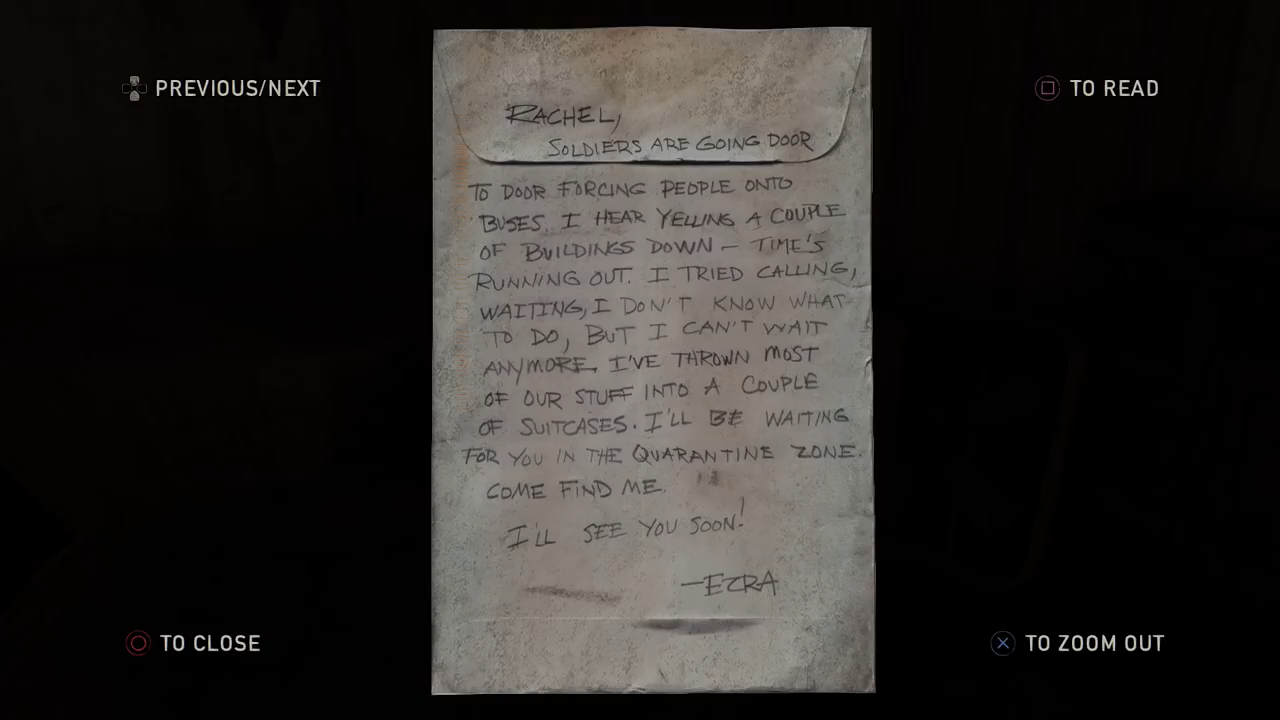 PREVIOUS/NEXT
TO READ
RACHEL,
SOLDIERS ARE GOING DOOR
TO DOOR FORCING PEOPLE ONTO
BUSES. I HEAR YELLING A COUPLE
OF BUILDINGS DOWN – TIME'S
RUNNING OUT. I TRIED CALLING,
WAITING, I DON'T KNOW WHAT
TO DO, BUT I CAN'T WAIT
ANYMORE. I'VE THROWN MOST
OF OUR STUFF INTO A COUPLE
OF SUITCASES. I'LL BE WAITING
FOR YOU IN THE QUARANTINE ZONE.
COME FIND ME.
I'LL SEE YOU SOON!
–EZRA
TO CLOSE
TO ZOOM OUT